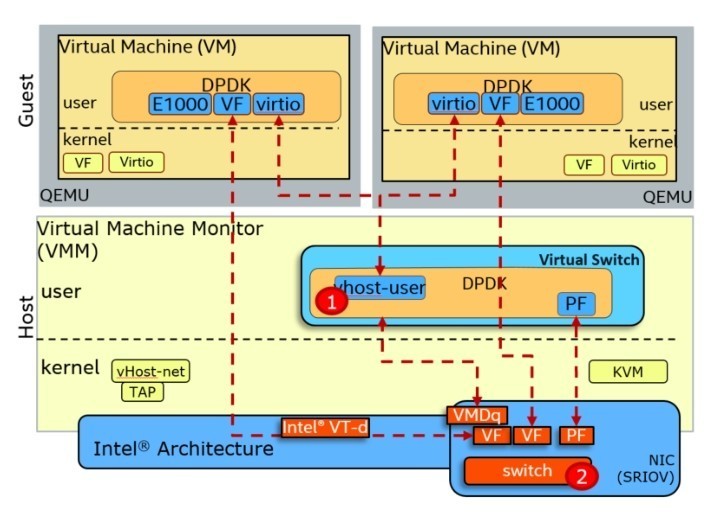 Guest
Virtual Machine (VM)
DPDK
user
E1000
VF
virtio
kernel
VF
Virtio
QEMU
Virtual Machine (VM)
DPDK
virtio
VF
E1000
user
kernel
VF
Virtio
QEMU
Host
Virtual Machine Monitor
(VMM)
user
Virtual Switch
vhost-user
DPDK
1
PF
kernel
vHost-net
TAP
KVM
Intel® Architecture
Intel® VT-d
VMDq
VF
VF
PF
switch
2
NIC
(SRIOV)